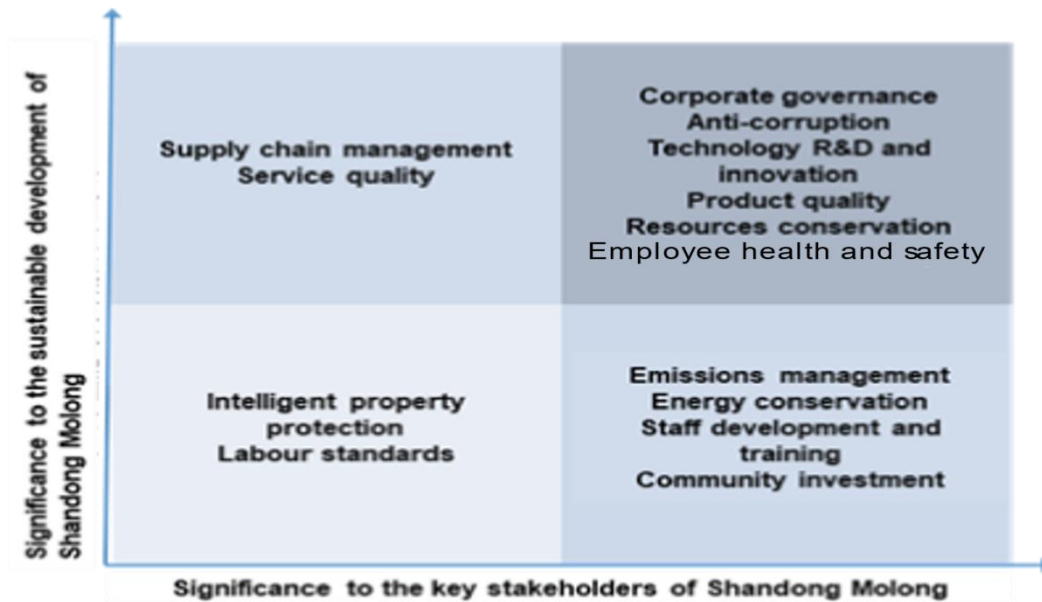 Significance to the sustainable development of
Shandong Molong
Supply chain management
Service quality
Corporate governance
Anti-corruption
Technology R&D and
innovation
Product quality
Resources conservation
Employee health and safety
Intelligent property
protection
Labour standards
Emissions management
Energy conservation
Staff development and
training
Community investment
Significance to the key stakeholders of Shandong Molong